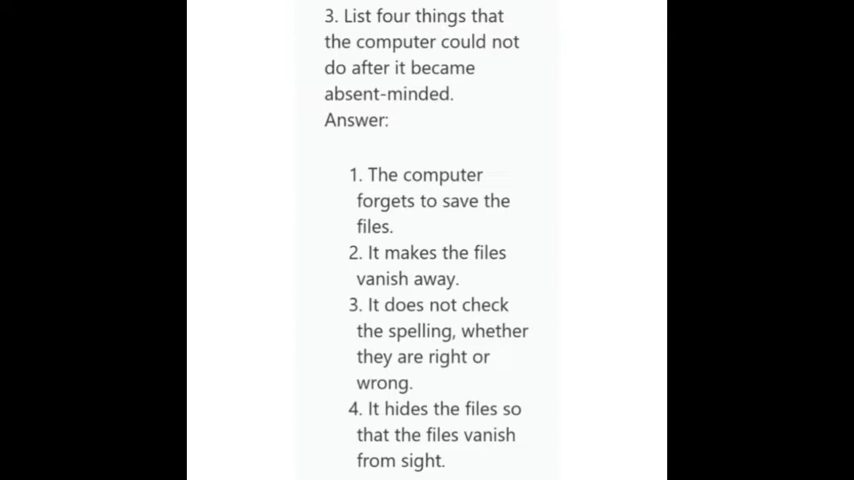 3. List four things that
the computer could not
do after it became
absent-minded.
Answer:
1. The computer
forgets to save the
files.
2. It makes the files
vanish away.
3. It does not check
the spelling, whether
they are right or
wrong.
4. It hides the files so
that the files vanish
from sight.